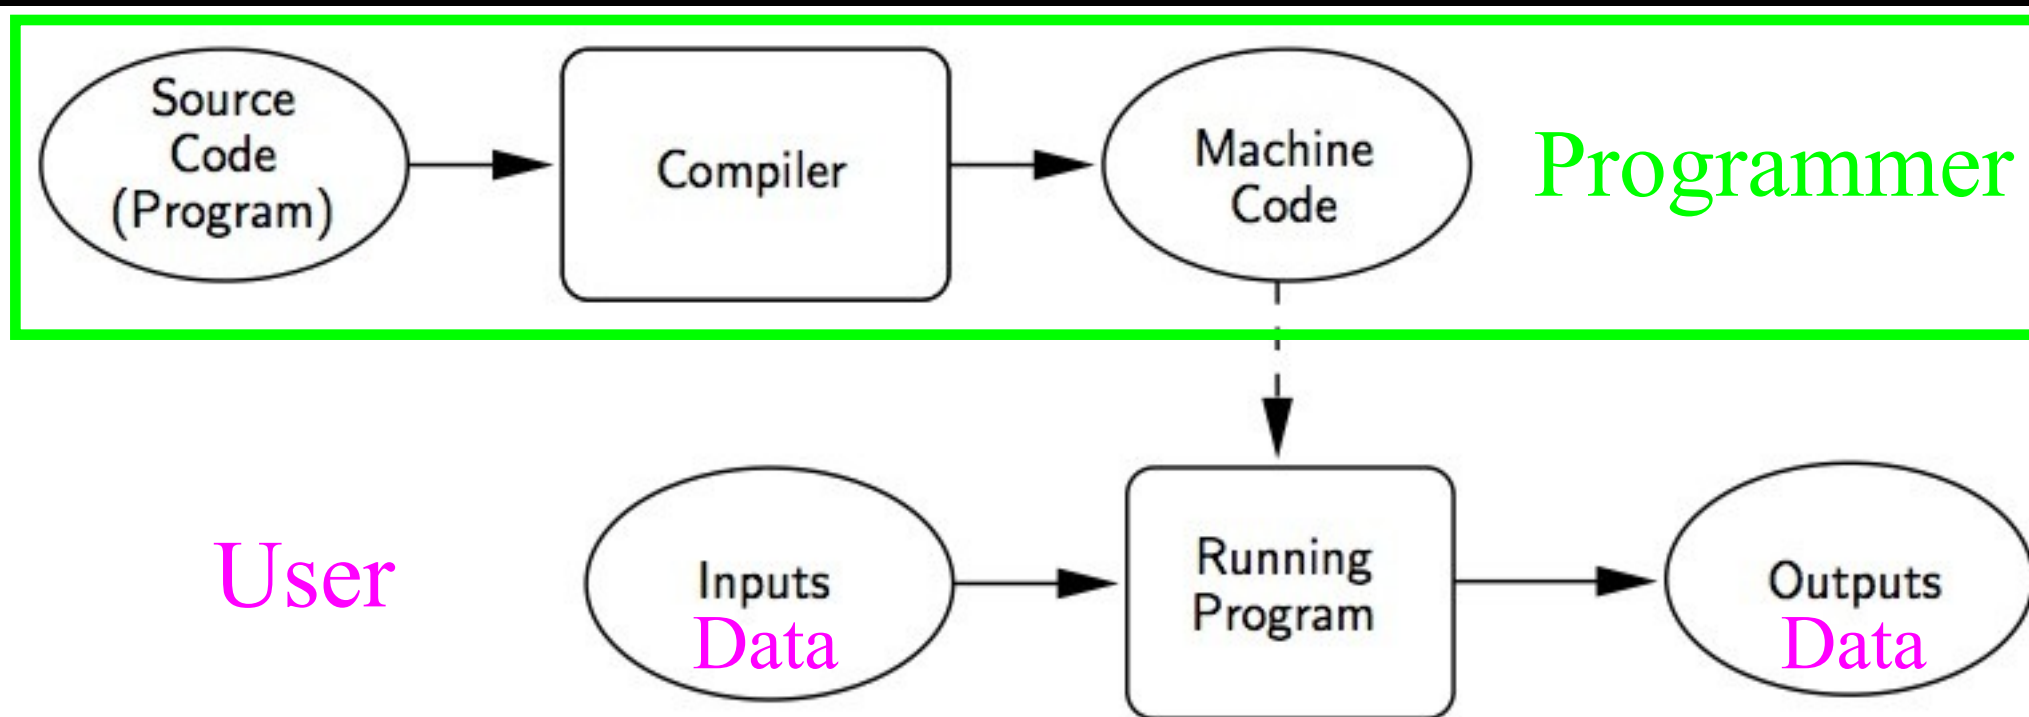 Source
Code
(Program)
Compiler
Machine
Code
Programmer
User
Inputs
Data
Running
Program
Outputs
Data